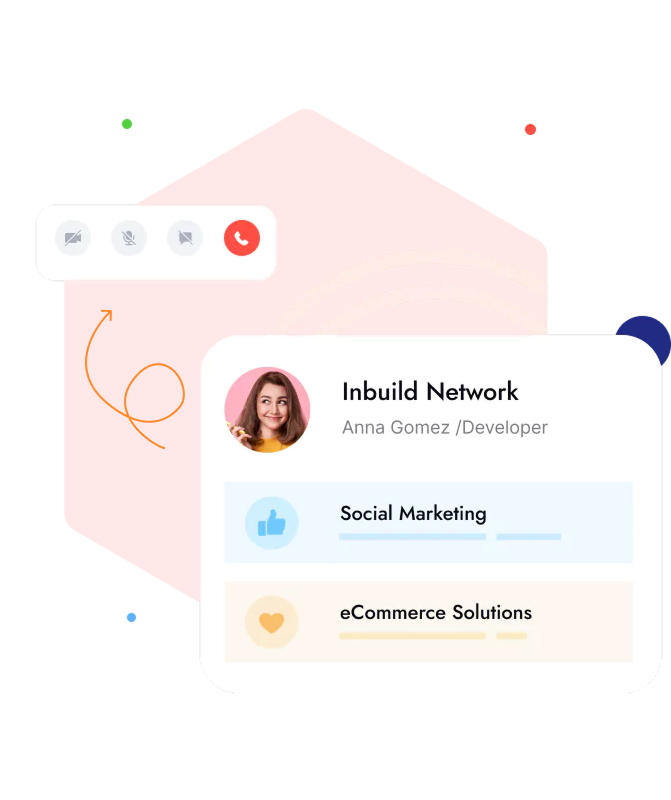 Inbuild Network
Anna Gomez /Developer
Social Marketing
eCommerce Solutions